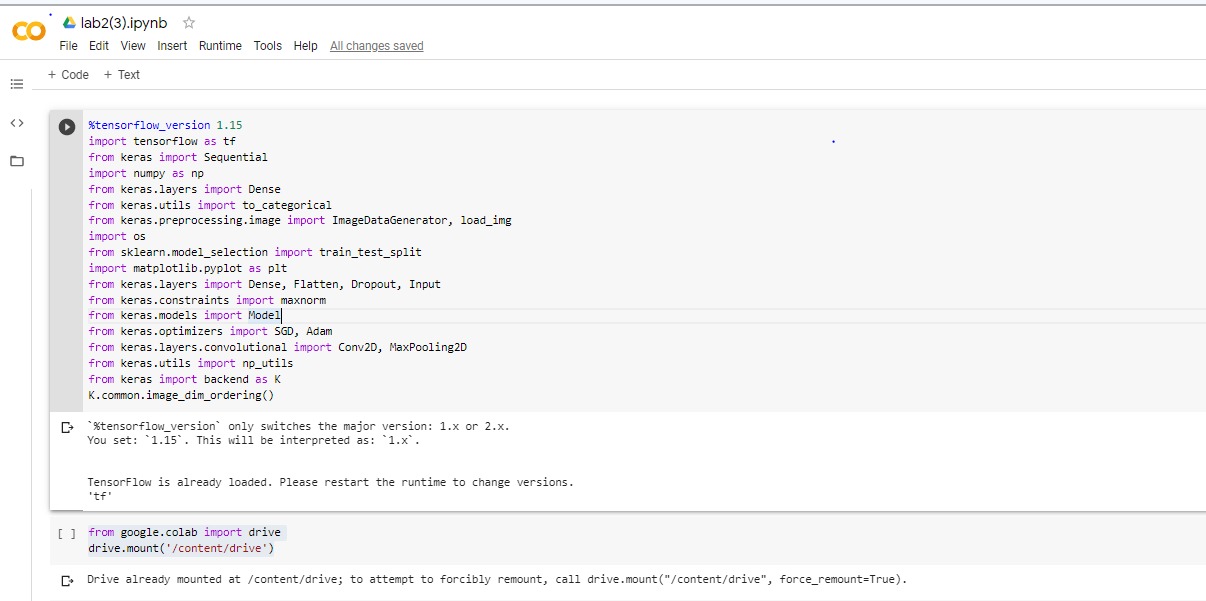 CO
lab2(3).ipynb
File Edit View Insert Runtime Tools Help All changes saved
+ Code + Text
%tensorflow_version 1.15
import tensorflow as tf
from keras import Sequential
import numpy as np
from keras.layers import Dense
from keras.utils import to_categorical
from keras.preprocessing.image import ImageDataGenerator, load_img
import os
from sklearn.model_selection import train_test_split
import matplotlib.pyplot as plt
from keras.layers import Dense, Flatten, Dropout, Input
from keras.constraints import maxnorm
from keras.models import Model
from keras.optimizers import SGD, Adam
from keras.layers.convolutional import Conv2D, MaxPooling2D
from keras.utils import np_utils
from keras import backend as K
K.common.image_dim_ordering()
`%tensorflow_version` only switches the major version: 1.x or 2.x.
You set: `1.15`. This will be interpreted as: `1.x`.
TensorFlow is already loaded. Please restart the runtime to change versions.
'tf'
[ ] from google.colab import drive
drive.mount('/content/drive')
Drive already mounted at /content/drive; to attempt to forcibly remount, call drive.mount("/content/drive", force_remount=True).